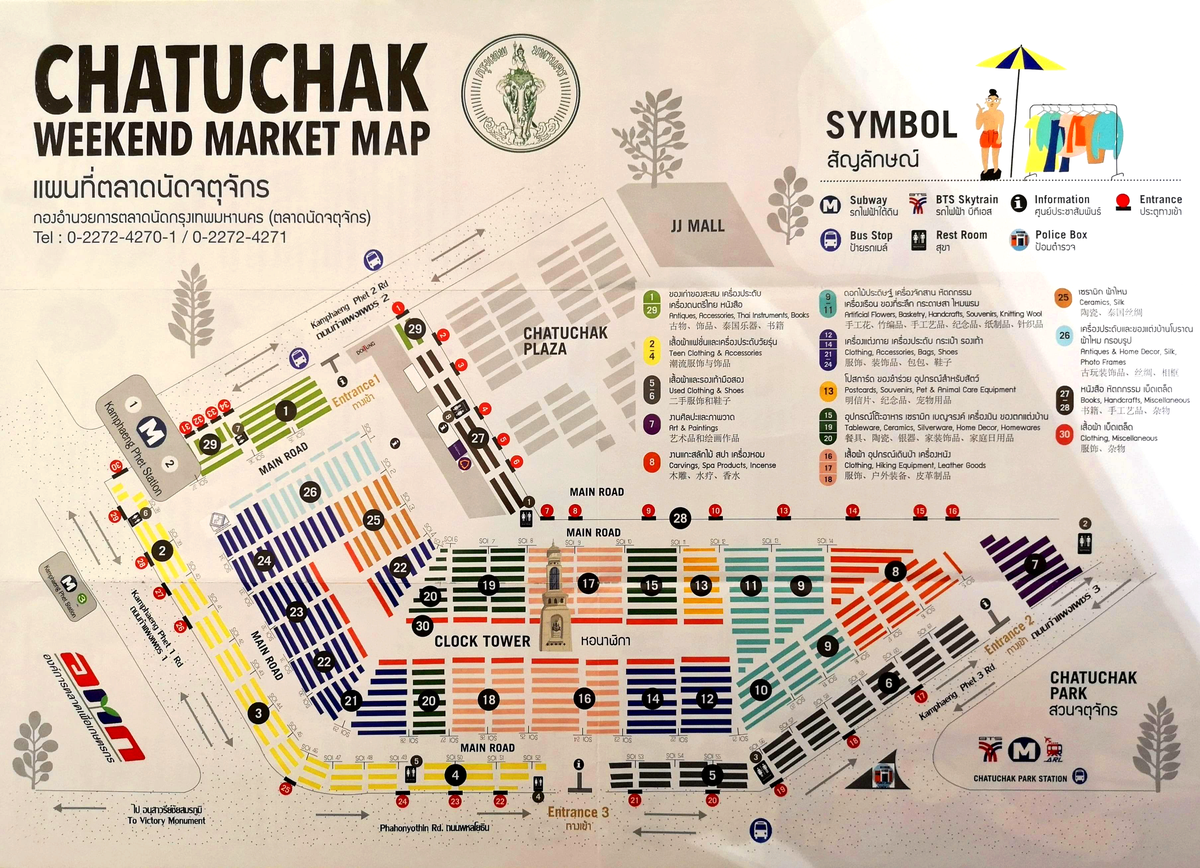 CHATUCHAK
WEEKEND MARKET MAP
แผนที่ตลาดนัดจตุจักร
กองอำนวยการตลาดนัดกรุงเทพมหานคร (ตลาดนัดจตุจักร)
Tel : 0-2272-4270-1 / 0-2272-4271
กรุงเทพ มหานคร
SYMBOL
สัญลักษณ์
Subway
รถไฟฟ้าใต้ดิน
BTS Skytrain
รถไฟฟ้า บีทีเอส
Information
ศูนย์ประชาสัมพันธ์
Entrance
ประตูทางเข้า
Bus Stop
ป้ายรถเมล์
Rest Room
สุขา
Police Box
ป้อมตำรวจ
JJ MALL
CHATUCHAK
PLAZA
1
29
ของเก่าของสะสม เครื่องประดับ
เครื่องดนตรีไทย หนังสือ
Antiques, Accessories, Thai Instruments, Books
古物、饰品、泰国乐器、书籍
2
4
เสื้อผ้าแฟชั่นและเครื่องประดับวัยรุ่น
Teen Clothing & Accessories
潮流服饰与饰品
5
6
เสื้อผ้าและรองเท้ามือสอง
Used Clothing & Shoes
二手服饰和鞋子
7
งานศิลปะและภาพวาด
Art & Paintings
艺术品和绘画作品
8
งานแกะสลักไม้ สปา เครื่องหอม
Carvings, Spa Products, Incense
木雕、水疗、香水
9
11
ดอกไม้ประดิษฐ์ เครื่องจักสาน หัตถกรรม
เครื่องเรือน ของที่ระลึก กระดาษสา ไหมพรม
Artificial Flowers, Basketry, Handcrafts, Souvenirs, Knitting Wool
手工花、竹编品、手工艺品、纪念品、纸制品、针织品
12
14
21
24
เครื่องแต่งกาย เครื่องประดับ กระเป๋า รองเท้า
Clothing, Accessories, Bags, Shoes
服饰、装饰品、包包、鞋子
13
โปสการ์ด ของชำร่วย อุปกรณ์สำหรับสัตว์
Postcards, Souvenirs, Pet & Animal Care Equipment
明信片、纪念品、宠物用品
15
19
20
อุปกรณ์โต๊ะอาหาร เซรามิก เบญจรงค์ เครื่องเงิน ของตกแต่งบ้าน
Tableware, Ceramics, Silverware, Home Decor, Homewares
餐具、陶瓷、银器、家装饰品、家庭日用品
16
17
18
เสื้อผ้า อุปกรณ์เดินป่า เครื่องหนัง
Clothing, Hiking Equipment, Leather Goods
服饰、户外装备、皮革制品
25
เซรามิก ผ้าไหม
Ceramics, Silk
陶瓷、泰国丝绸
26
เครื่องประดับและของแต่งบ้านโบราณ
ผ้าไหม กรอบรูป
Antiques & Home Decor, Silk,
Photo Frames
古玩装饰品、丝绸、相框
27
28
หนังสือ หัตถกรรม เบ็ดเตล็ด
Books, Handcrafts, Miscellaneous
书籍、手工艺品、杂物
30
เสื้อผ้า เบ็ดเตล็ด
Clothing, Miscellaneous
服饰、杂物
Kamphaeng Phet 2 Rd
ถนนกำแพงเพชร 2
DOI TUNG
Entrance 1
ทางเข้า
Kamphaeng Phet Station
MAIN ROAD
MAIN ROAD
MAIN ROAD
MAIN ROAD
MAIN ROAD
CLOCK TOWER
หอนาฬิกา
Kamphaeng Phet Station
Kamphaeng Phet 1 Rd
ถนนกำแพงเพชร 1
อ.ต.ก.
องค์การตลาดเพื่อเกษตรกร
Entrance 2
ทางเข้า
Kamphaeng Phet 3 Rd
ถนนกำแพงเพชร 3
CHATUCHAK
PARK
สวนจตุจักร
BTS
ARL
CHATUCHAK PARK STATION
ไป อนุสาวรีย์ชัยสมรภูมิ
To Victory Monument
Phahonyothin Rd. ถนนพหลโยธิน
Entrance 3
ทางเข้า